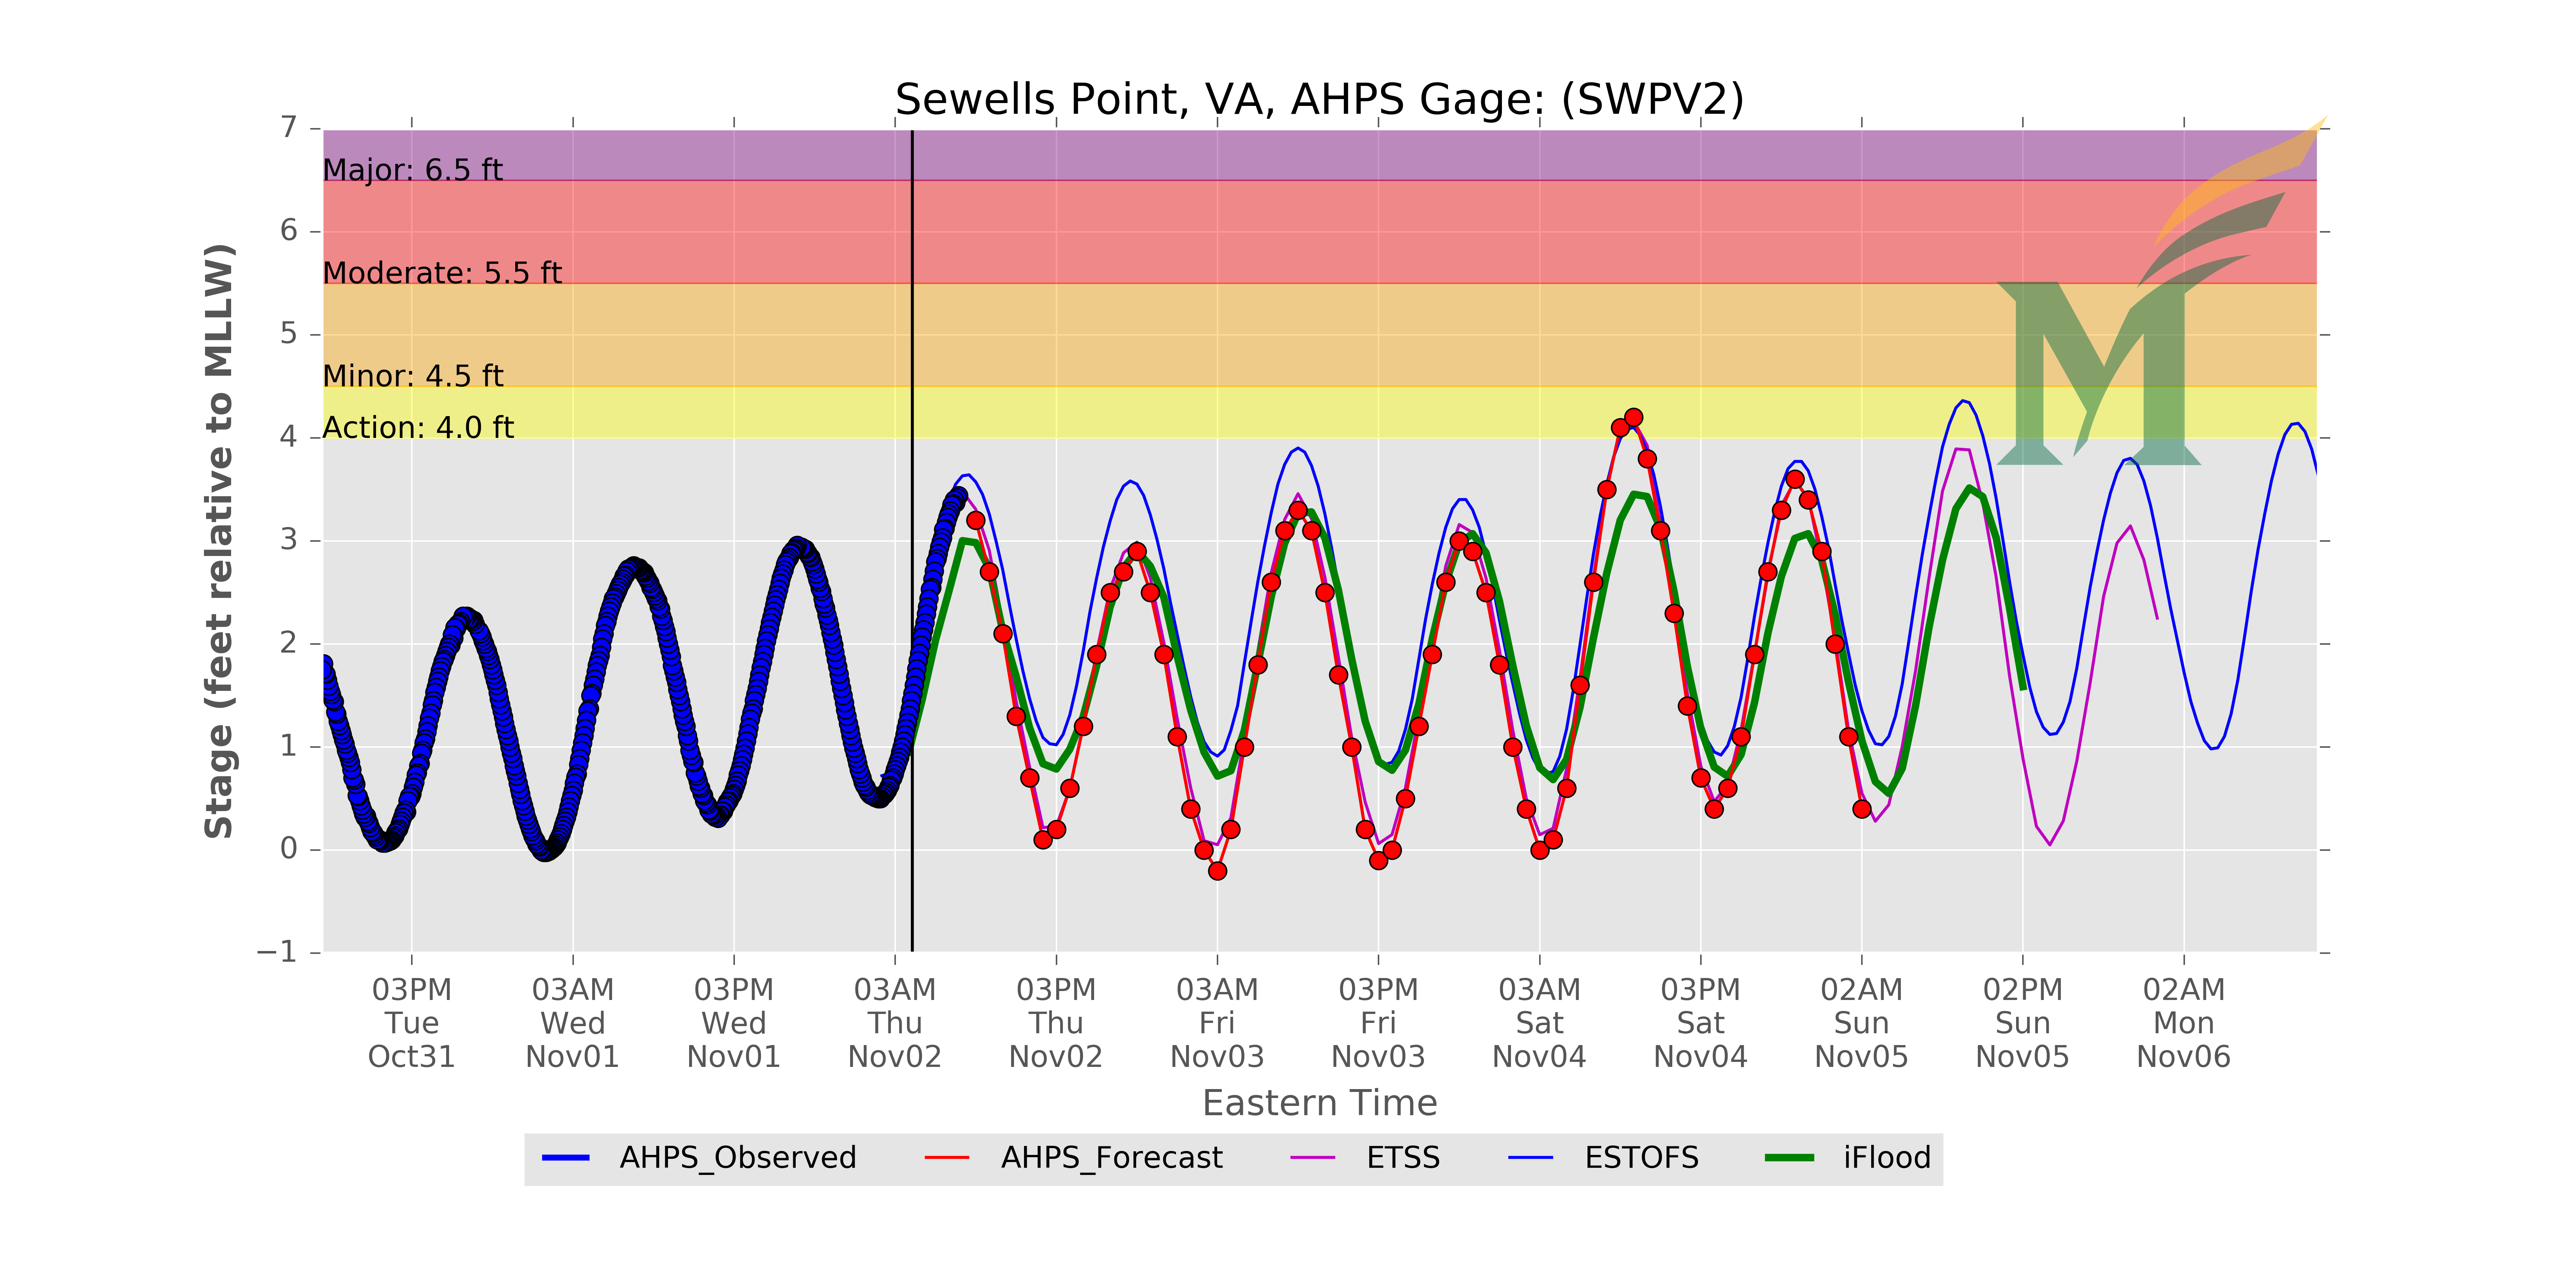 Sewells Point, VA, AHPS Gage: (SWPV2)
Stage (feet relative to MLLW)
7
6
5
4
3
2
1
0
−1
Major: 6.5 ft
Moderate: 5.5 ft
Minor: 4.5 ft
Action: 4.0 ft
M
03PM 03AM 03PM 03AM 03PM 03AM 03PM 03AM 03PM 02AM 02PM 02AM
Tue Wed Wed Thu Thu Fri Fri Sat Sat Sun Sun Mon
Oct31 Nov01 Nov01 Nov02 Nov02 Nov03 Nov03 Nov04 Nov04 Nov05 Nov05 Nov06
Eastern Time
AHPS_Observed AHPS_Forecast ETSS ESTOFS iFlood